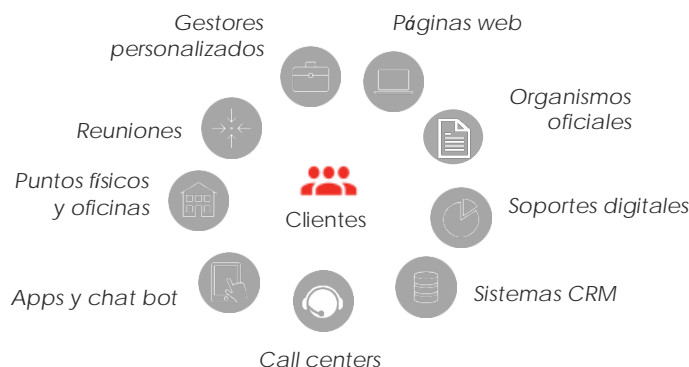 Gestores
personalizados
Páginas web
Organismos
oficiales
Reuniones
Puntos físicos
y oficinas
Clientes
Soportes digitales
Apps y chat bot
Sistemas CRM
Call centers